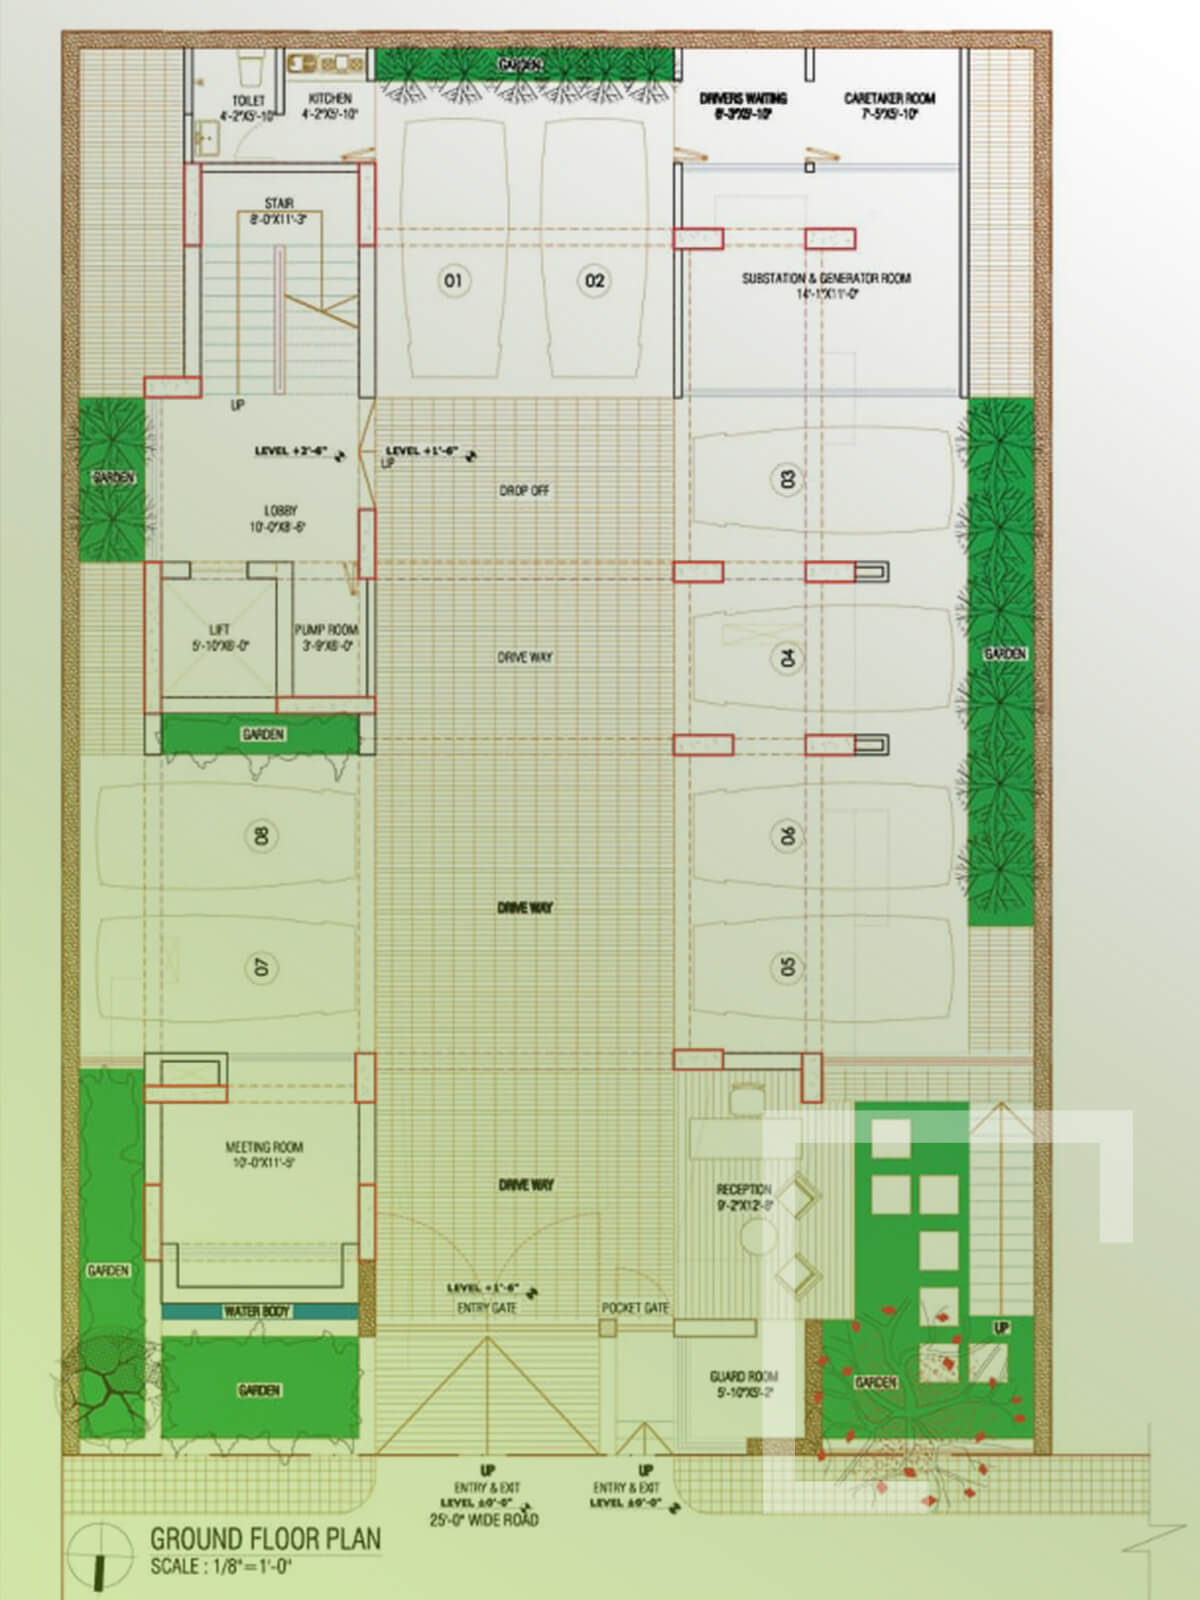 GARDEN
TOILET
4'-2"X5'-10"
KITCHEN
4'-2"X5'-10"
DRIVERS WAITING
6'-3"X5'-10"
CARETAKER ROOM
7'-5"X5'-10"
STAIR
8'-0"X11'-3"
01
02
SUBSTATION & GENERATOR ROOM
14'-1"X11'-0"
UP
LEVEL +2'-6"
LEVEL +1'-6"
UP
GARDEN
03
DROP OFF
LOBBY
10'-0"X8'-6"
LIFT
5'-10"X6'-0"
PUMP ROOM
3'-9"X6'-0"
DRIVE WAY
04
GARDEN
GARDEN
08
06
DRIVE WAY
07
05
MEETING ROOM
10'-0"X11'-5"
DRIVE WAY
RECEPTION
9'-2"X12'-8"
GARDEN
LEVEL +1'-6"
ENTRY GATE
POCKET GATE
WATER BODY
UP
GARDEN
GUARD ROOM
5'-10"X5'-2"
GARDEN
UP
ENTRY & EXIT
LEVEL ±0'-0"
UP
ENTRY & EXIT
LEVEL ±0'-0"
25'-0" WIDE ROAD
GROUND FLOOR PLAN
SCALE : 1/8"=1'-0"